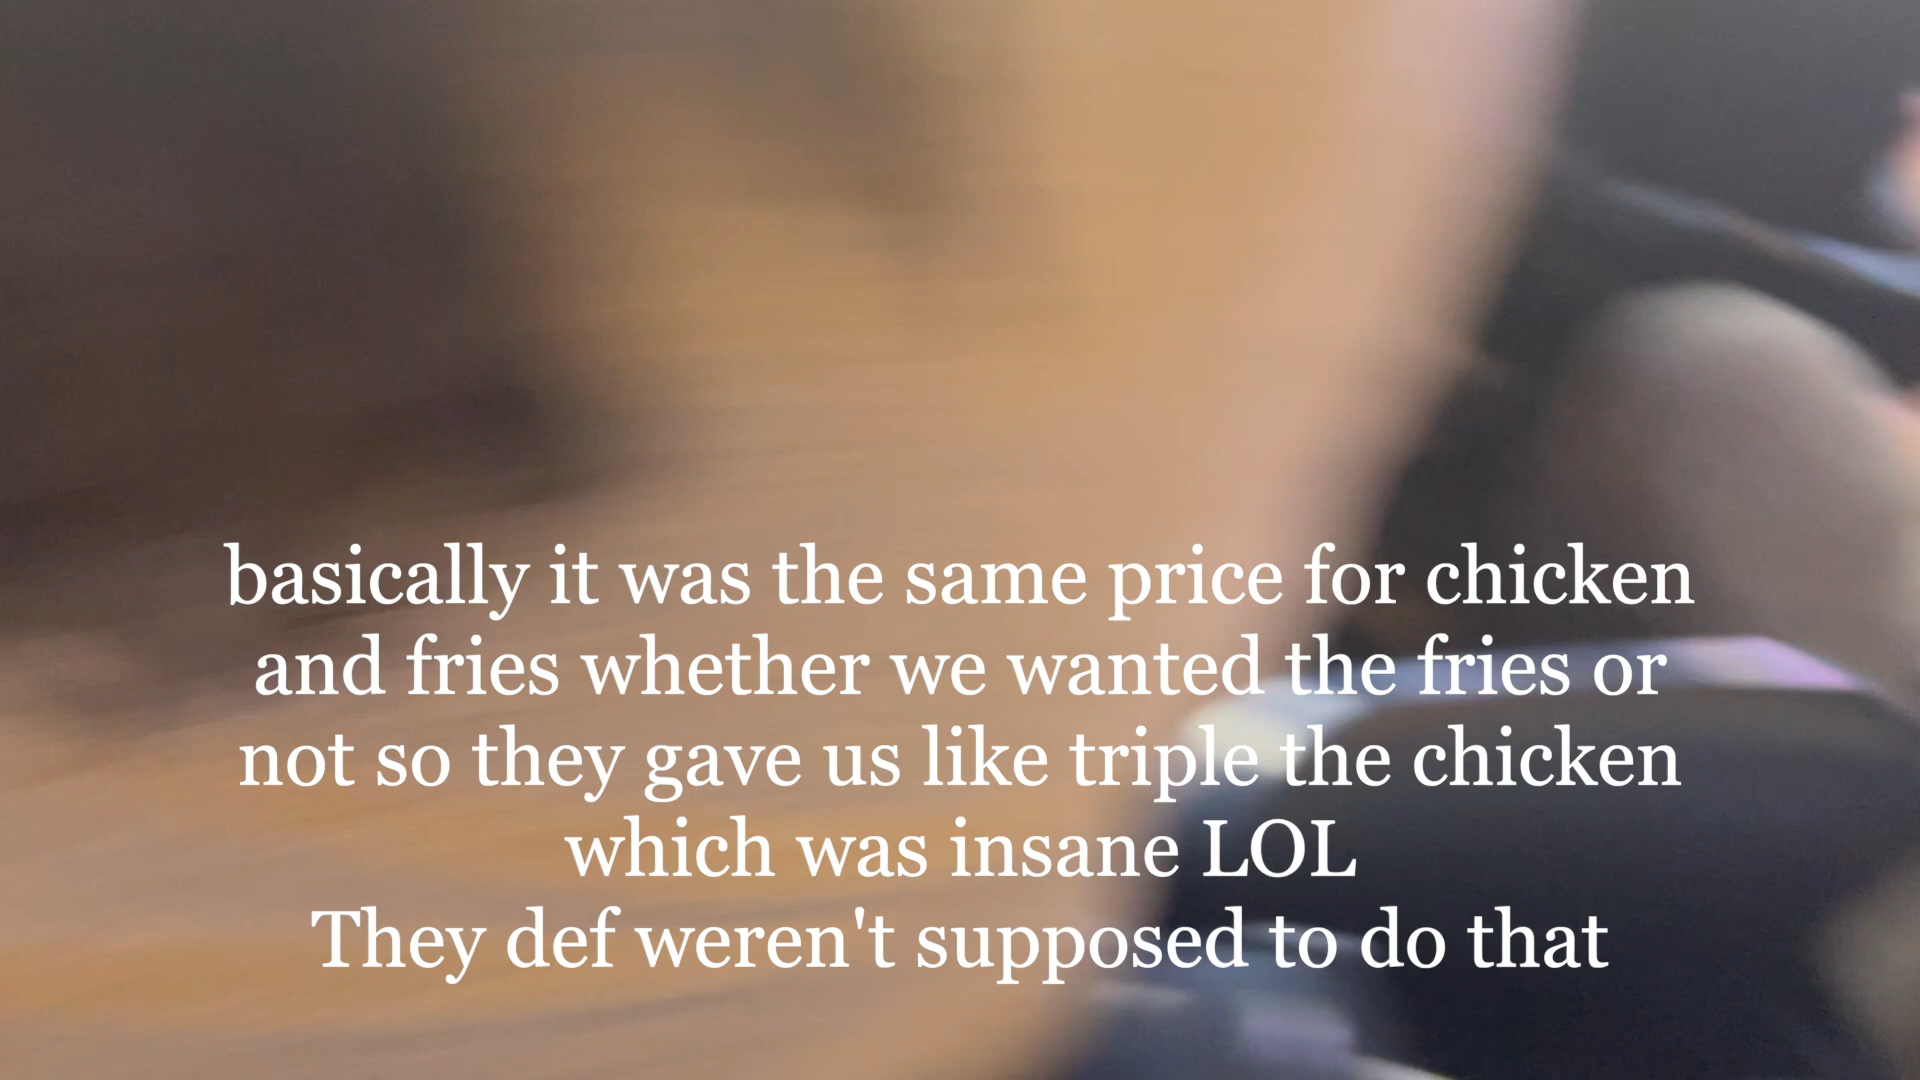 basically it was the same price for chicken
and fries whether we wanted the fries or
not so they gave us like triple the chicken
which was insane LOL
They def weren't supposed to do that